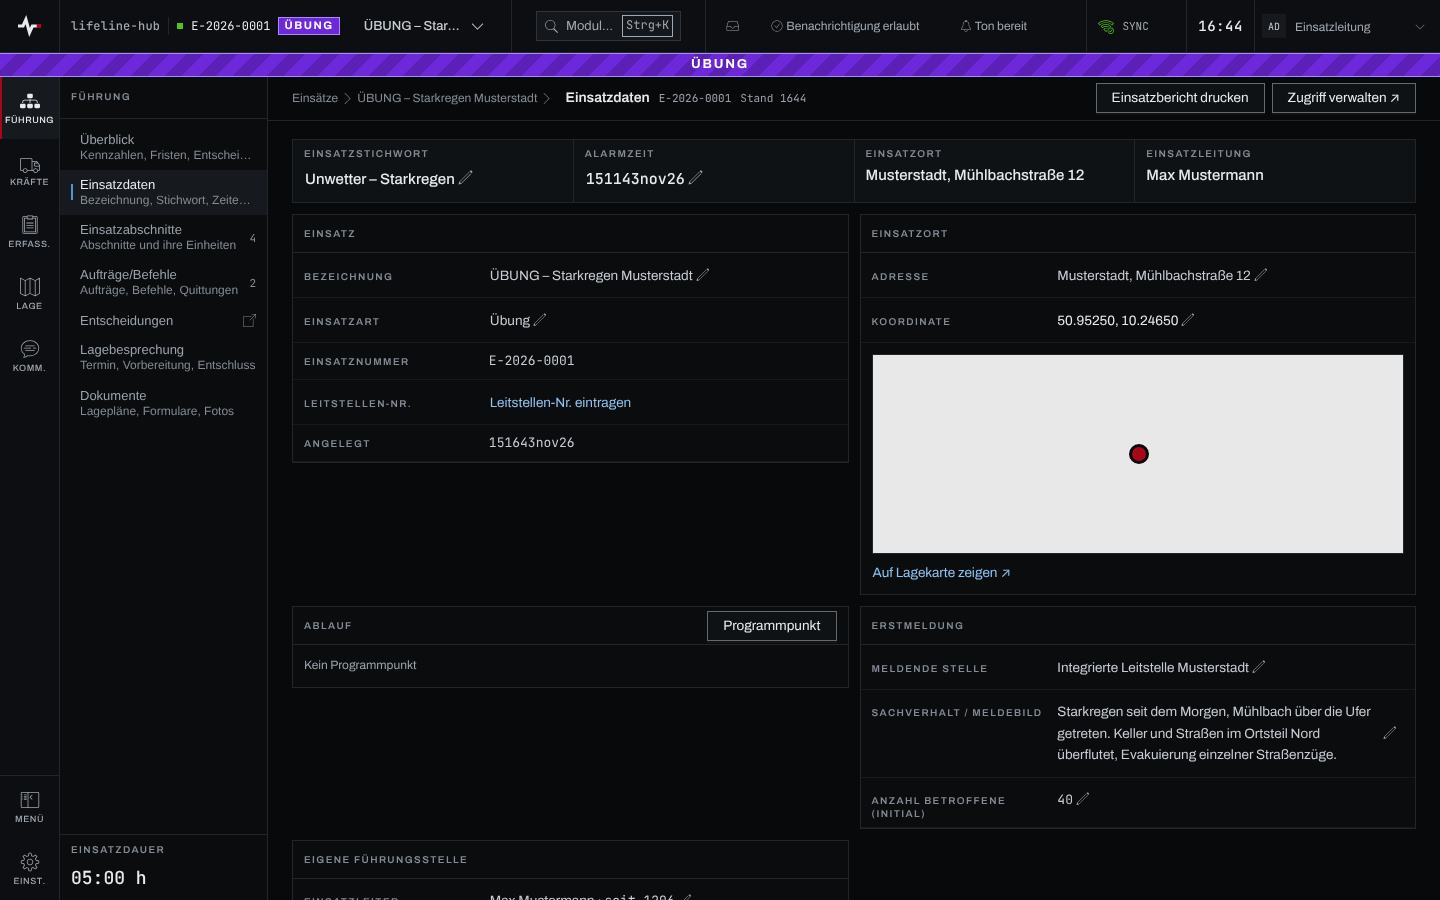 lifeline-hub E-2026-0001 ÜBUNG ÜBUNG – Star... Modul... Strg+K Benachrichtigung erlaubt Ton bereit SYNC 16:44 AD Einsatzleitung
ÜBUNG
FÜHRUNG
KRÄFTE
ERFASS.
LAGE
KOMM.
MENÜ
EINST.
FÜHRUNG
Überblick
Kennzahlen, Fristen, Entschei...
Einsatzdaten
Bezeichnung, Stichwort, Zeite...
Einsatzabschnitte
Abschnitte und ihre Einheiten 4
Aufträge/Befehle
Aufträge, Befehle, Quittungen 2
Entscheidungen
Lagebesprechung
Termin, Vorbereitung, Entschluss
Dokumente
Lagepläne, Formulare, Fotos
EINSATZDAUER
05:00 h
Einsätze ÜBUNG – Starkregen Musterstadt Einsatzdaten E-2026-0001 Stand 1644 Einsatzbericht drucken Zugriff verwalten ↗
EINSATZSTICHWORT
Unwetter – Starkregen
ALARMZEIT
151143nov26
EINSATZORT
Musterstadt, Mühlbachstraße 12
EINSATZLEITUNG
Max Mustermann
EINSATZ
BEZEICHNUNG ÜBUNG – Starkregen Musterstadt
EINSATZART Übung
EINSATZNUMMER E-2026-0001
LEITSTELLEN-NR. Leitstellen-Nr. eintragen
ANGELEGT 151643nov26
EINSATZORT
ADRESSE Musterstadt, Mühlbachstraße 12
KOORDINATE 50.95250, 10.24650
Auf Lagekarte zeigen ↗
ABLAUF Programmpunkt
Kein Programmpunkt
ERSTMELDUNG
MELDENDE STELLE Integrierte Leitstelle Musterstadt
SACHVERHALT / MELDEBILD Starkregen seit dem Morgen, Mühlbach über die Ufer
getreten. Keller und Straßen im Ortsteil Nord
überflutet, Evakuierung einzelner Straßenzüge.
ANZAHL BETROFFENE 40
(INITIAL)
EIGENE FÜHRUNGSSTELLE
EINSATZLEITER Max Mustermann · seit 1206